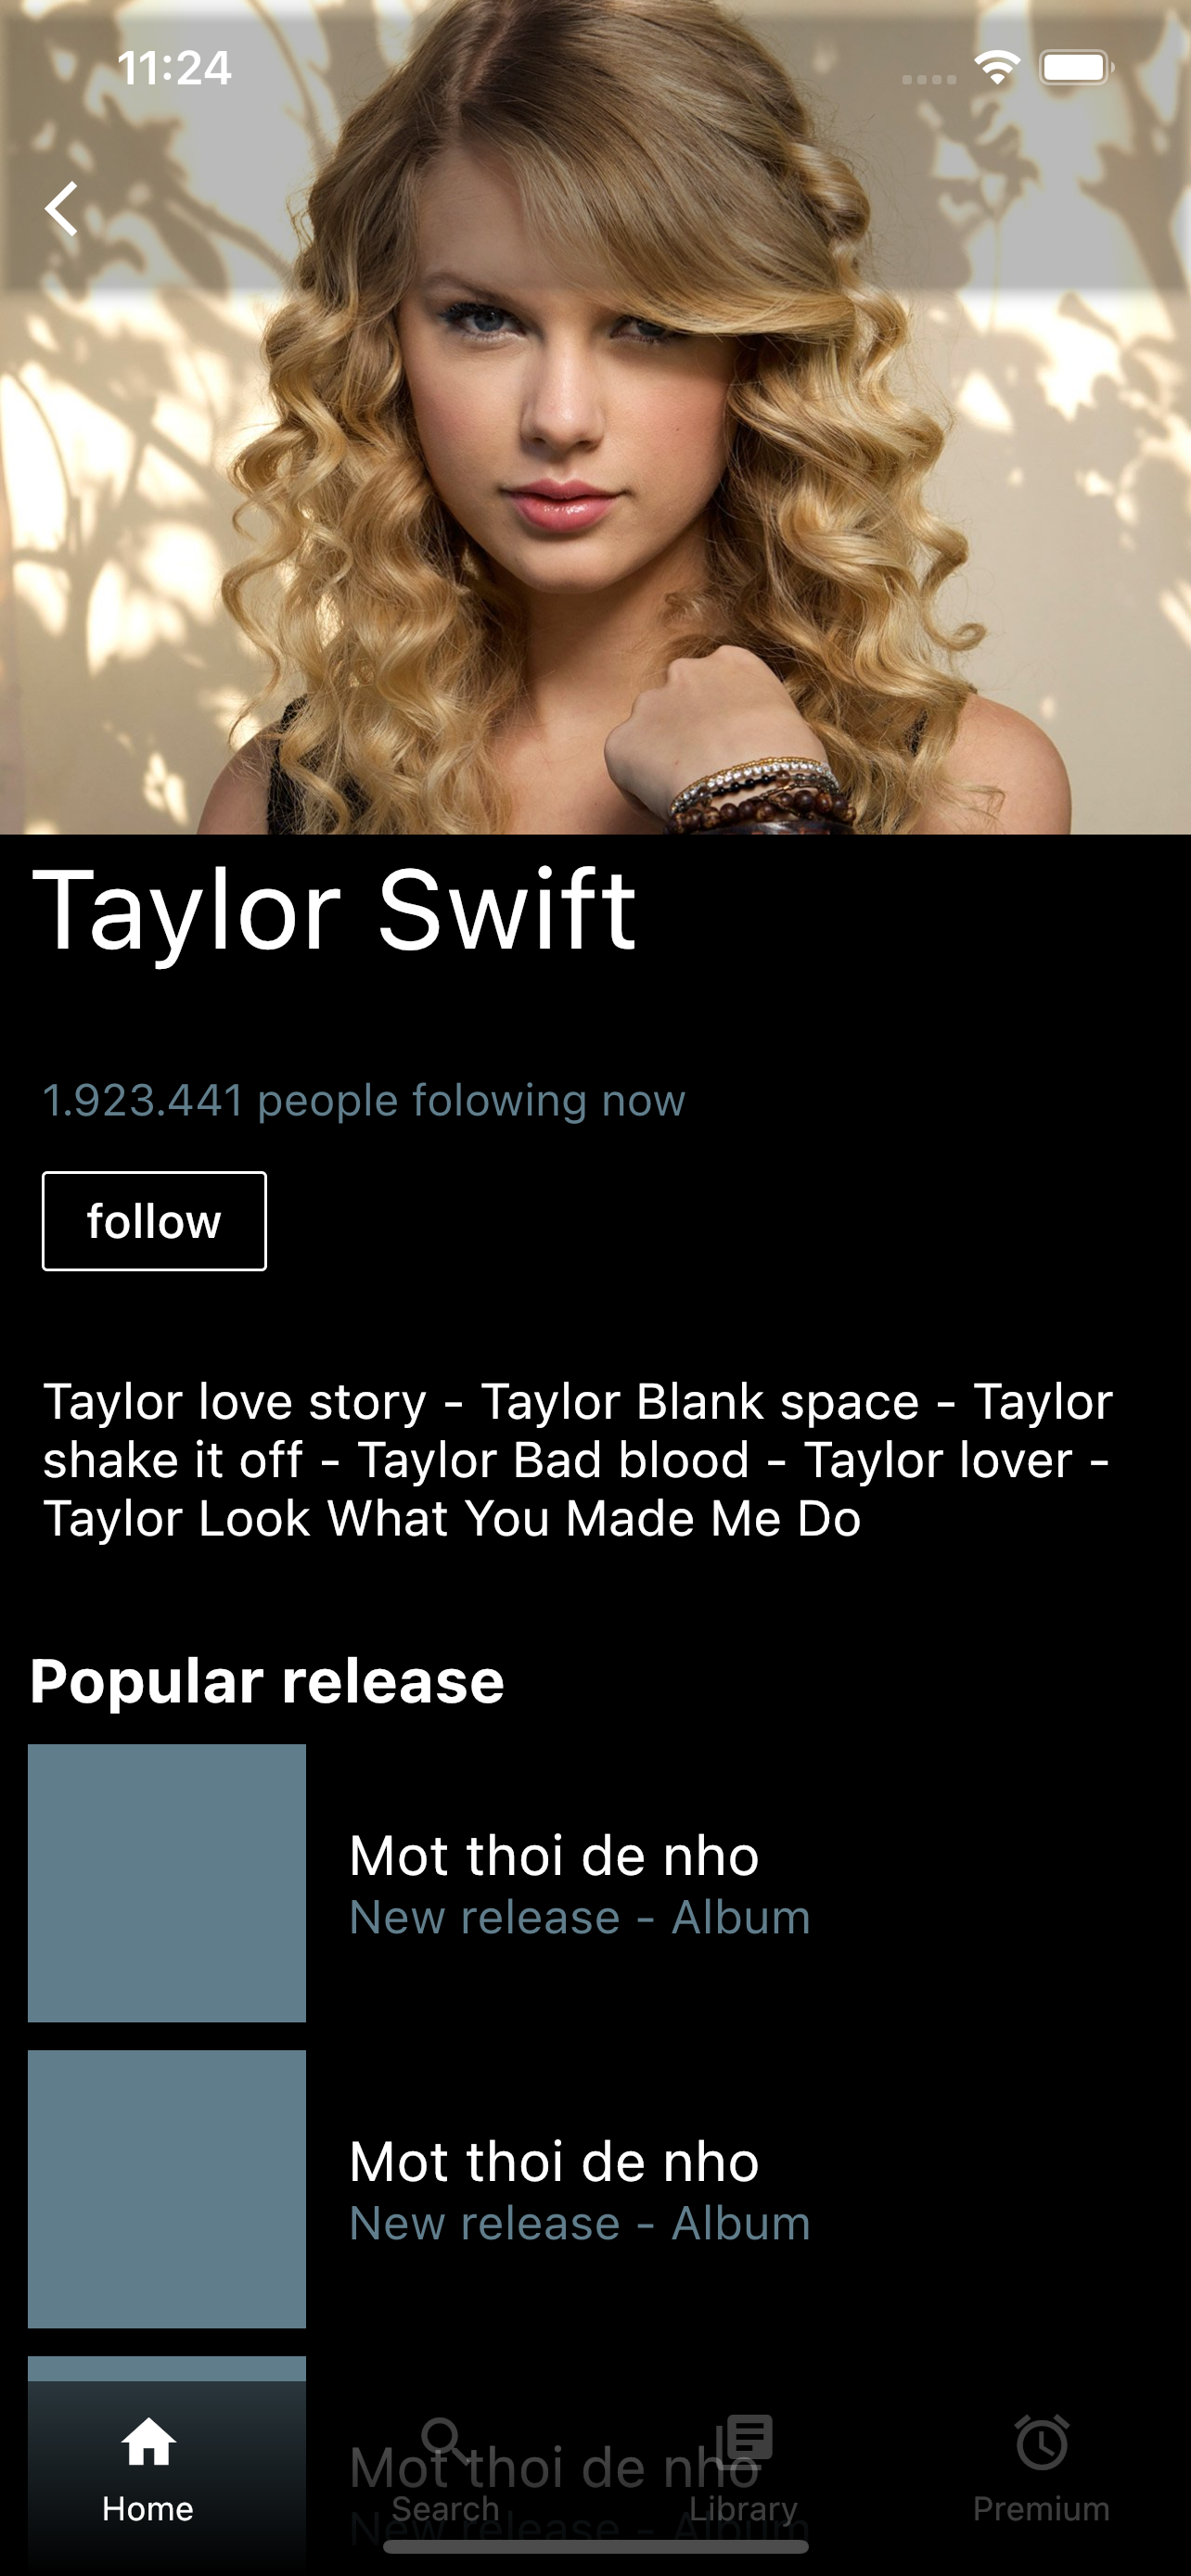 11:24
Taylor Swift
1.923.441 people folowing now
follow
Taylor love story - Taylor Blank space - Taylor
shake it off - Taylor Bad blood - Taylor lover -
Taylor Look What You Made Me Do
Popular release
Mot thoi de nho
New release - Album
Mot thoi de nho
New release - Album
Mot thoi de nho
New release - Album
Home Search Library Premium